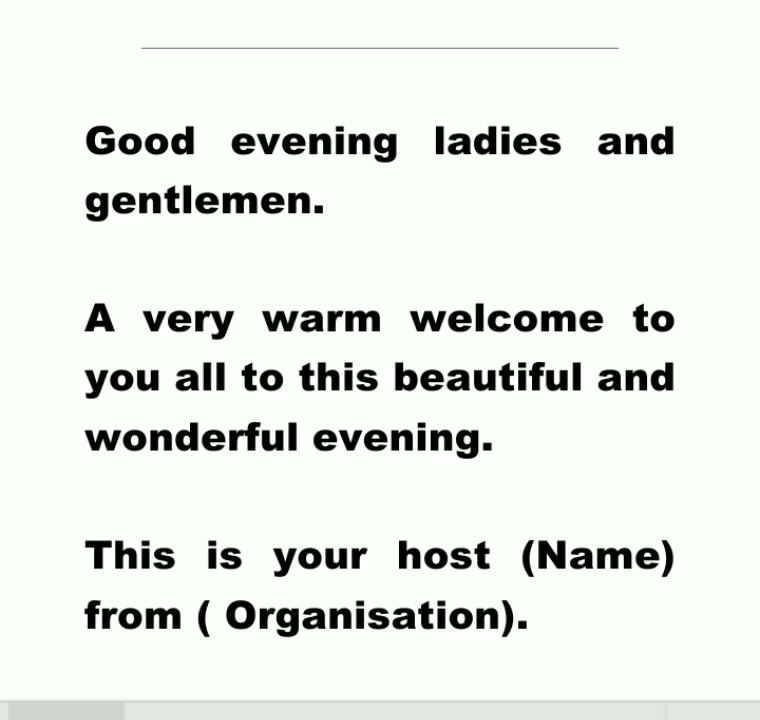 Good evening ladies and
gentlemen.
A very warm welcome to
you all to this beautiful and
wonderful evening.
This is your host (Name)
from ( Organisation).